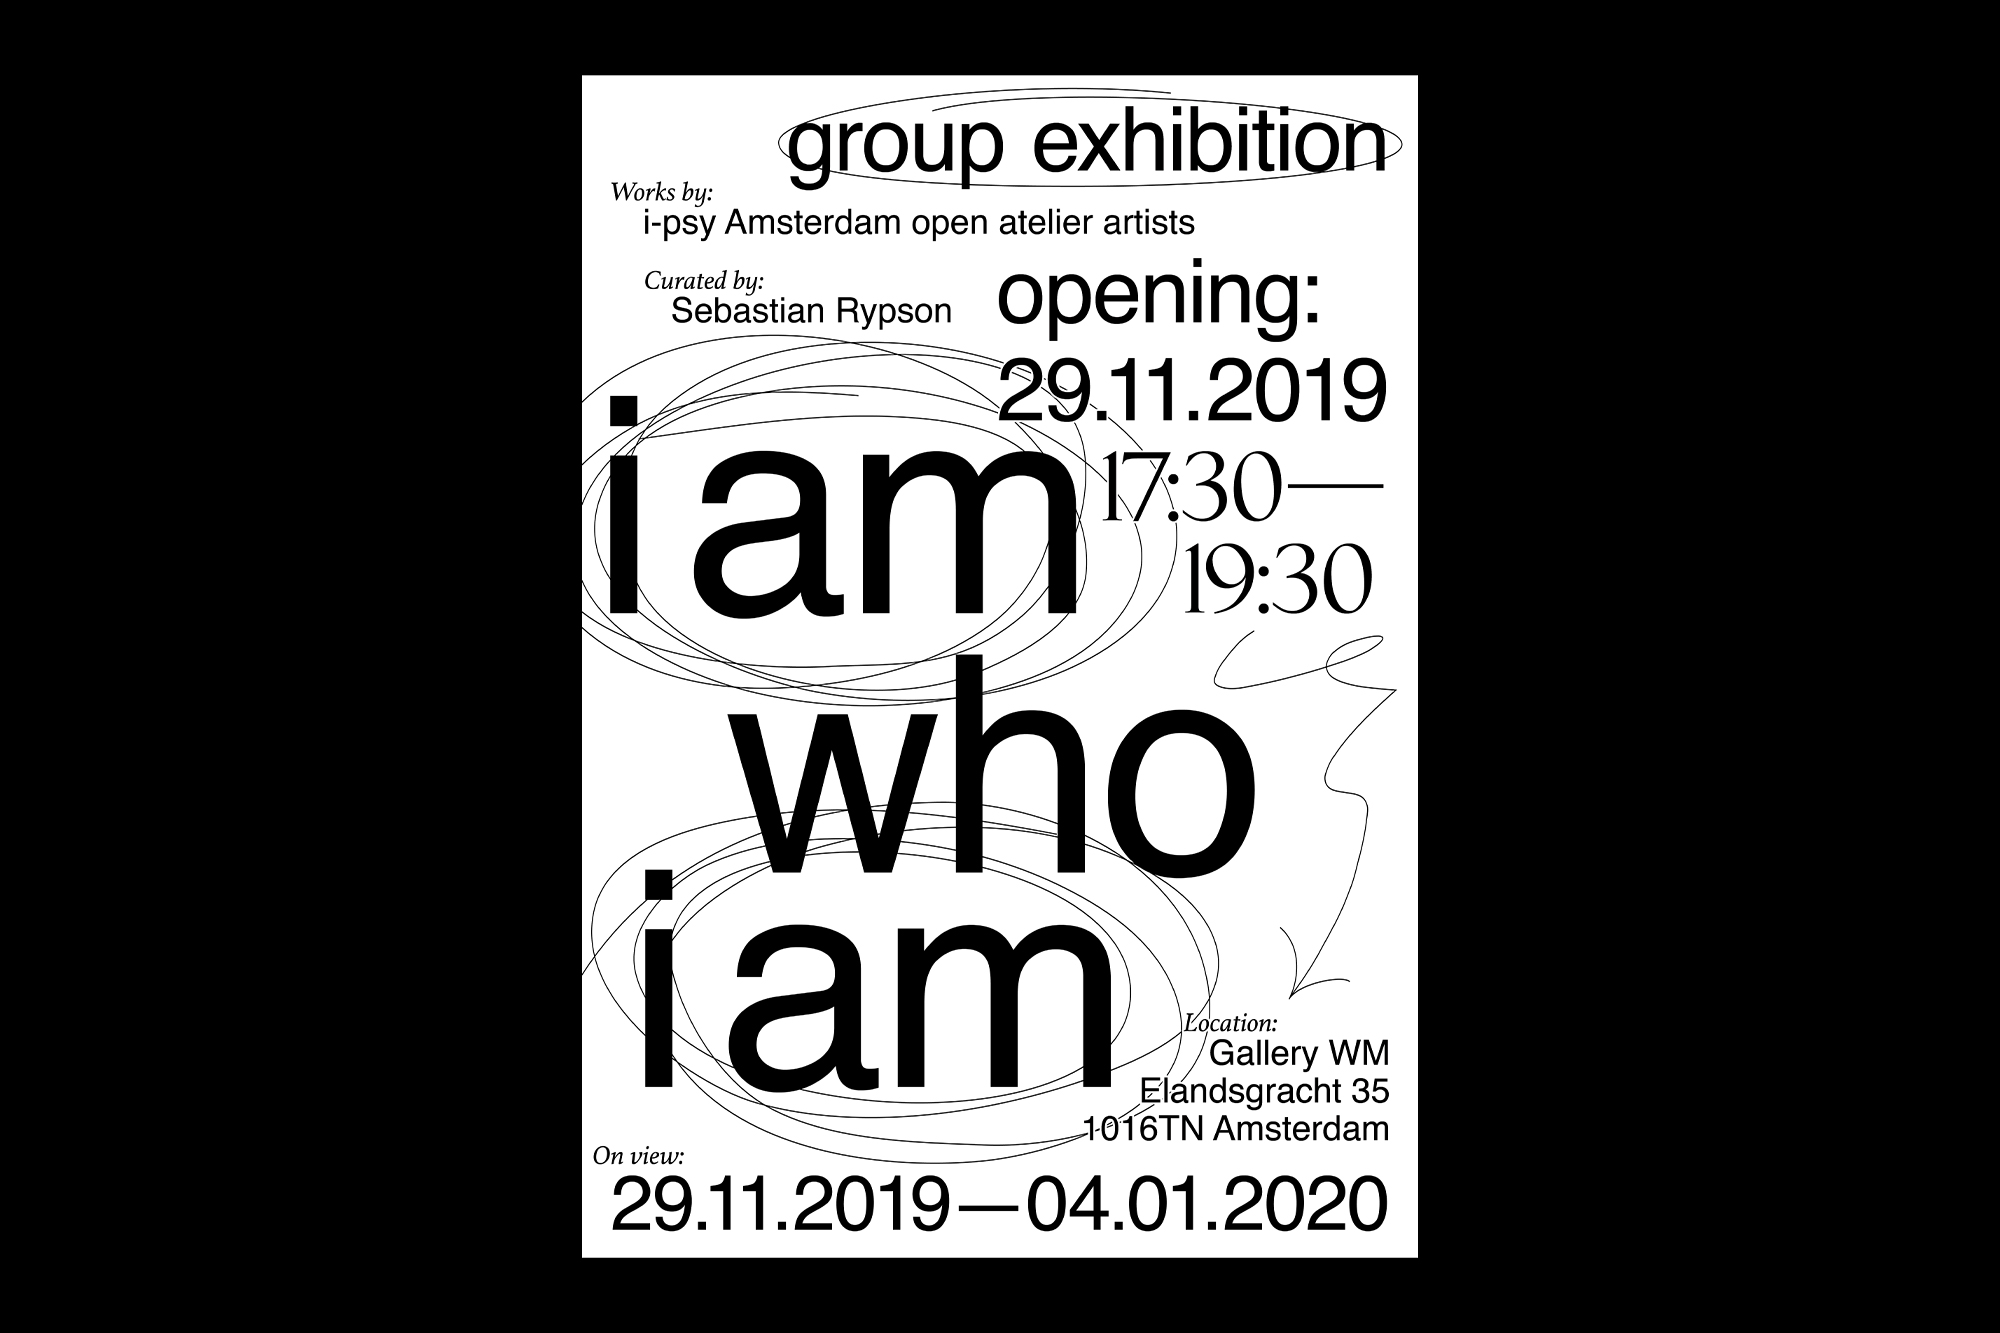 group exhibition
Works by:
i-psy Amsterdam open atelier artists
Curated by:
Sebastian Rypson
opening:
29.11.2019
17:30—
19:30
i am
who
i am
Location:
Gallery WM
Elandsgracht 35
1016TN Amsterdam
On view:
29.11.2019—04.01.2020